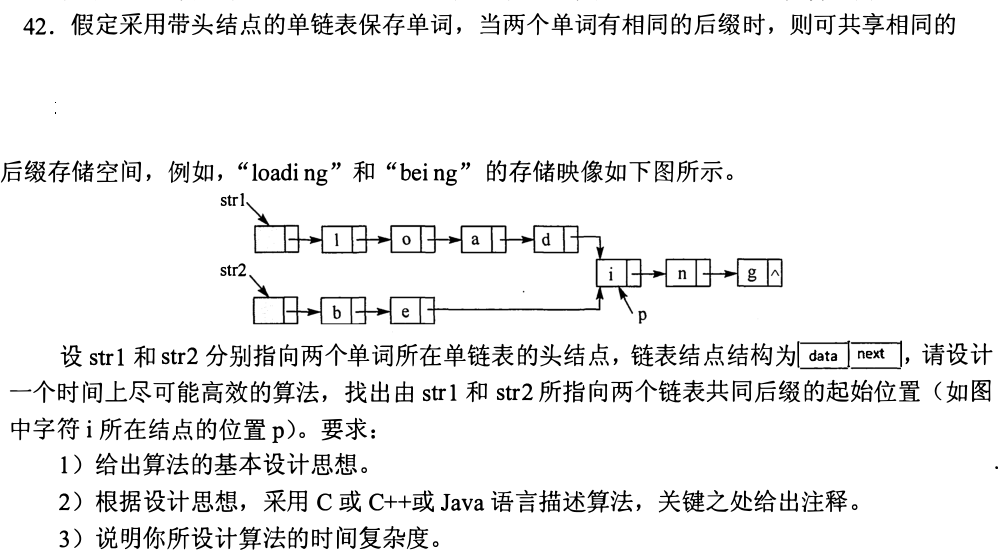 42．假定采用带头结点的单链表保存单词，当两个单词有相同的后缀时，则可共享相同的
后缀存储空间，例如，“loading”和“being”的存储映像如下图所示。
str1
l o a d
i n g ^
str2
b e
p
设 str1 和 str2 分别指向两个单词所在单链表的头结点，链表结点结构为 data next ，请设计
一个时间上尽可能高效的算法，找出由 str1 和 str2 所指向两个链表共同后缀的起始位置（如图
中字符 i 所在结点的位置 p）。要求：
1）给出算法的基本设计思想。
2）根据设计思想，采用 C 或 C++或 Java 语言描述算法，关键之处给出注释。
3）说明你所设计算法的时间复杂度。